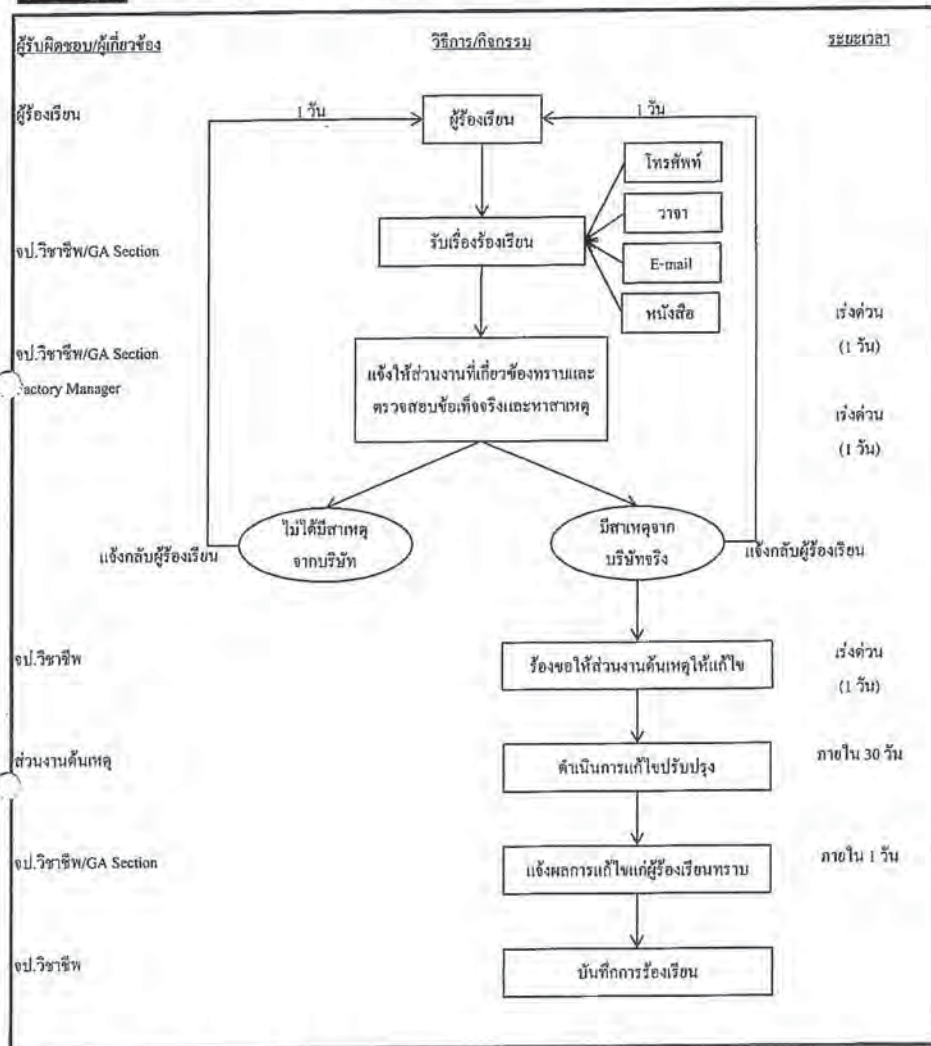 ผู้รับผิดชอบ/ผู้เกี่ยวข้อง วิธีการ/กิจกรรม ระยะเวลา
ผู้ร้องเรียน 1 วัน ผู้ร้องเรียน 1 วัน
โทรศัพท์
วาจา
จป.วิชาชีพ/GA Section รับเรื่องร้องเรียน
E-mail
หนังสือ เร่งด่วน
(1 วัน)
จป.วิชาชีพ/GA Section แจ้งให้ส่วนงานที่เกี่ยวข้องทราบและ
Factory Manager ตรวจสอบข้อเท็จจริงและหาสาเหตุ เร่งด่วน
(1 วัน)
ไม่ได้มีสาเหตุ มีสาเหตุจาก
แจ้งกลับผู้ร้องเรียน จากบริษัท บริษัทจริง แจ้งกลับผู้ร้องเรียน
จป.วิชาชีพ ร้องขอให้ส่วนงานต้นเหตุให้แก้ไข เร่งด่วน
(1 วัน)
ส่วนงานต้นเหตุ ดำเนินการแก้ไขปรับปรุง ภายใน 30 วัน
จป.วิชาชีพ/GA Section แจ้งผลการแก้ไขแก่ผู้ร้องเรียนทราบ ภายใน 1 วัน
จป.วิชาชีพ บันทึกการร้องเรียน